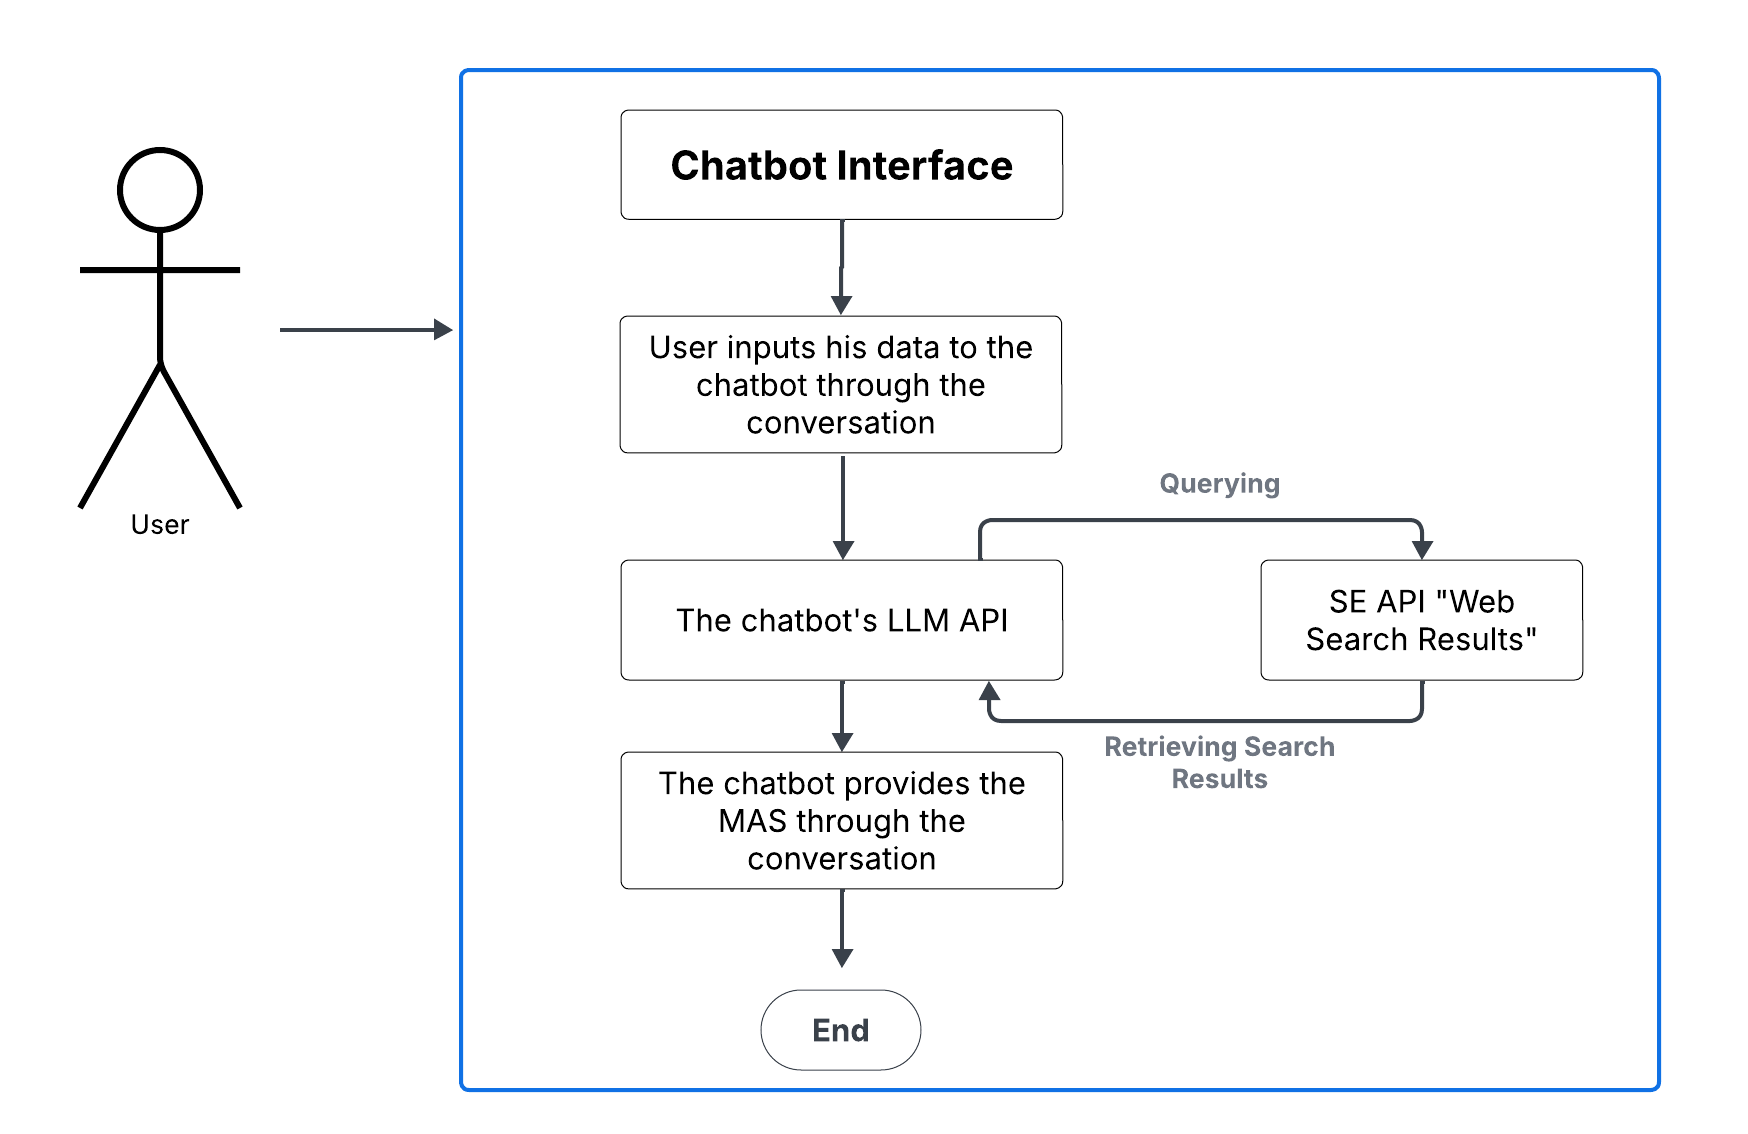 Chatbot Interface
User inputs his data to the
chatbot through the
conversation
User
Querying
The chatbot's LLM API
SE API "Web
Search Results"
Retrieving Search
Results
The chatbot provides the
MAS through the
conversation
End